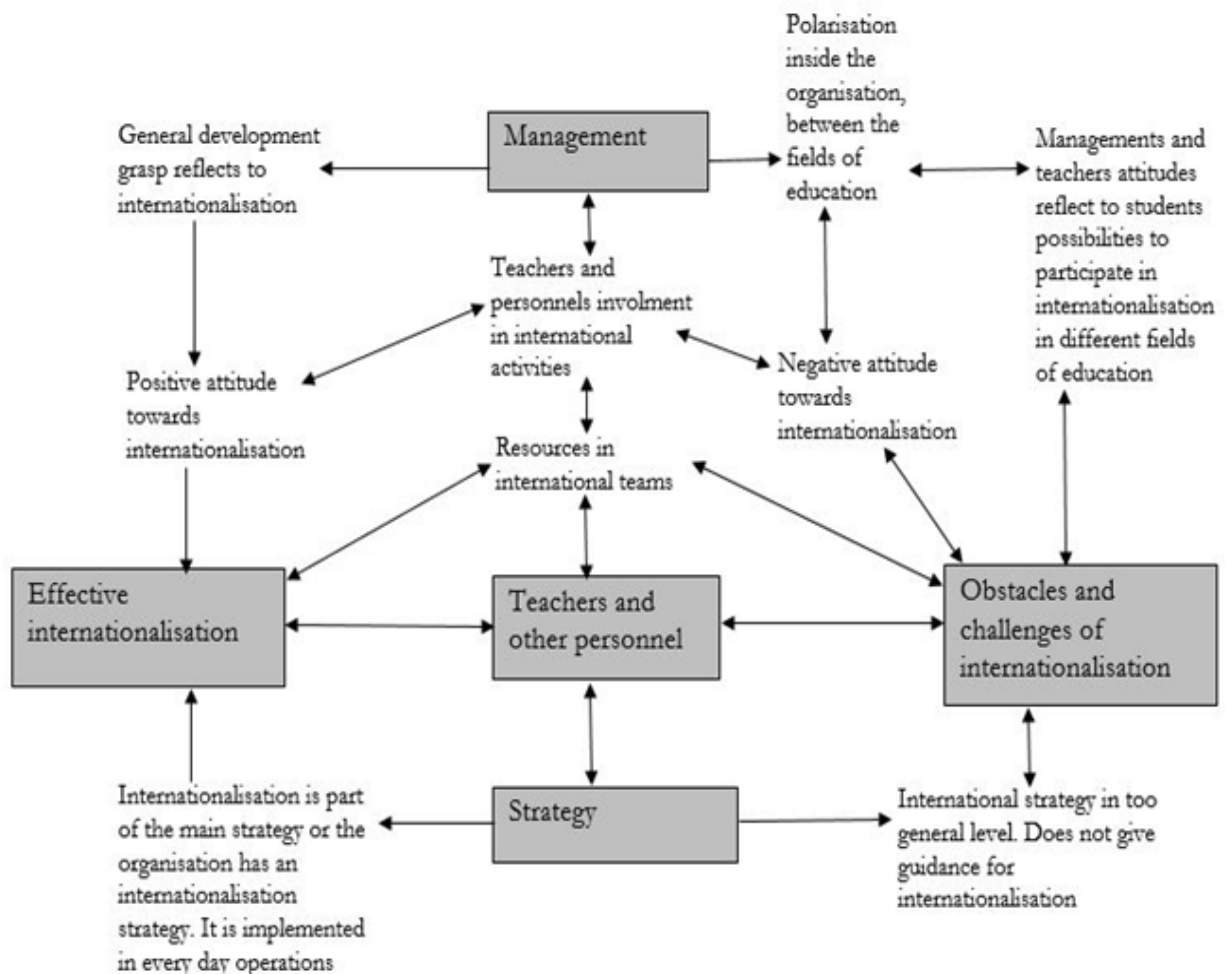 Polarisation
inside the
organisation,
between the
fields of
education
General development
grasp reflects to
internationalisation
Management
Managements and
teachers attitudes
reflect to students
possibilities to
participate in
internationalisation
in different fields
of education
Teachers and
personnels involment
in international
activities
Positive attitude
towards
internationalisation
Negative attitude
towards
internationalisation
Resources in
international teams
Effective
internationalisation
Teachers and
other personnel
Obstacles and
challenges of
internationalisation
Internationalisation is part
of the main strategy or the
organisation has an
internationalisation
strategy. It is implemented
in every day operations
Strategy
International strategy in too
general level. Does not give
guidance for
internationalisation